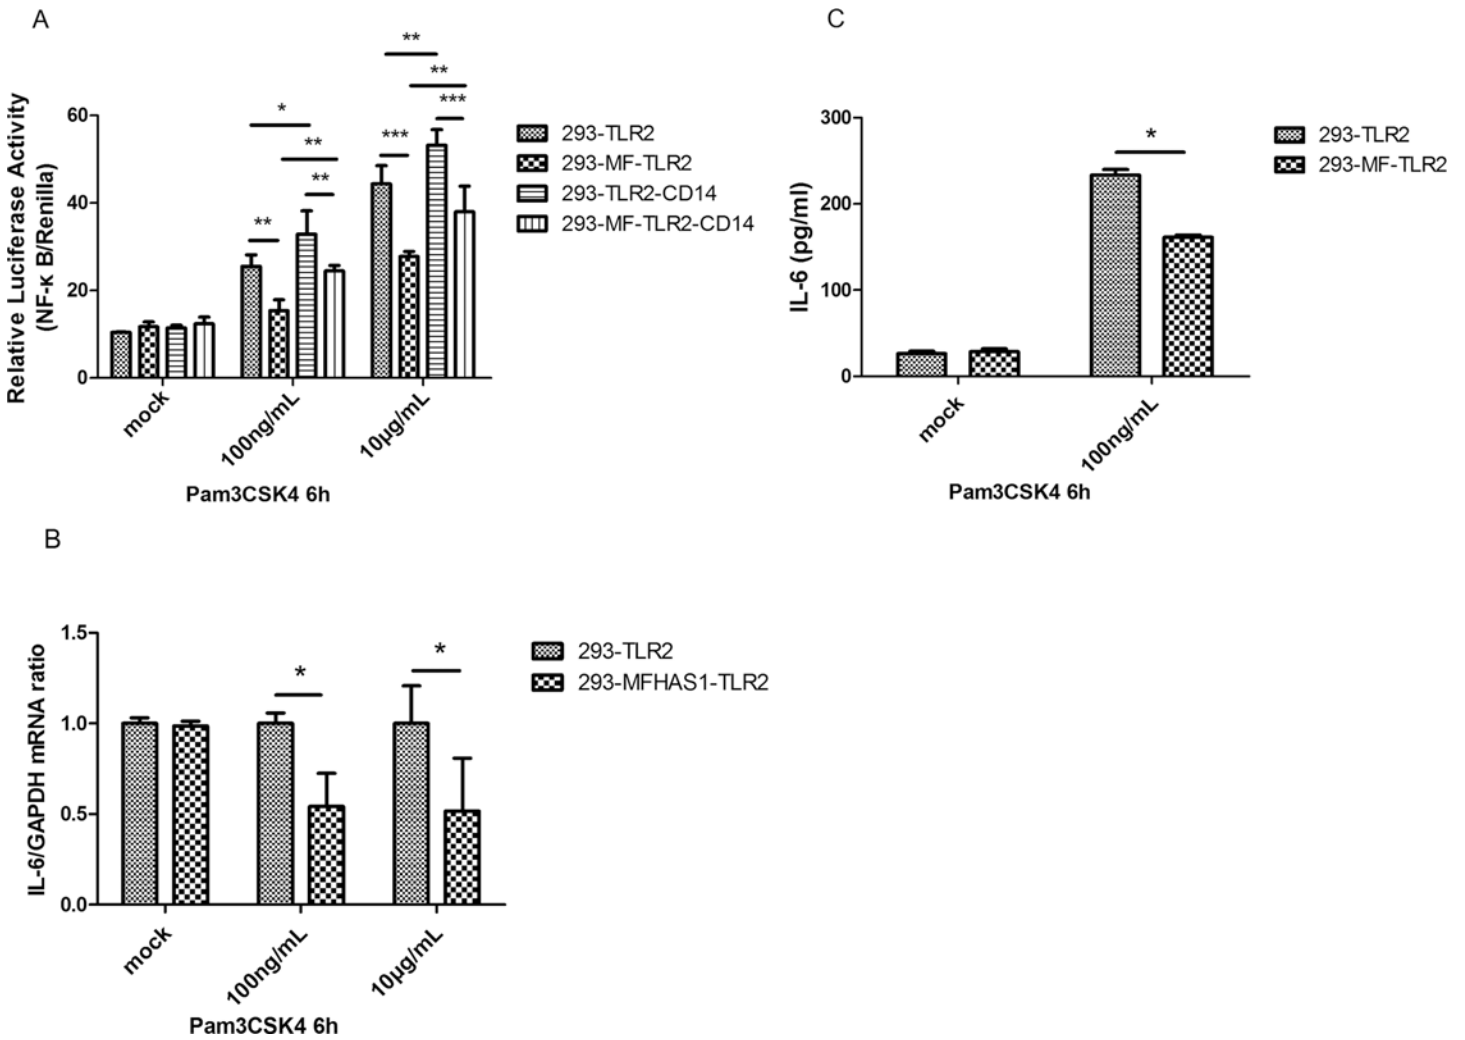 A
Relative Luciferase Activity
(NF-κ B/Renilla)
60
40
20
0
*
**
**
**
***
**
**
***
mock
100ng/mL
10µg/mL
Pam3CSK4 6h
293-TLR2
293-MF-TLR2
293-TLR2-CD14
293-MF-TLR2-CD14
C
IL-6 (pg/ml)
300
200
100
0
*
mock
100ng/mL
Pam3CSK4 6h
293-TLR2
293-MF-TLR2
B
IL-6/GAPDH mRNA ratio
1.5
1.0
0.5
0.0
*
*
mock
100ng/mL
10µg/mL
Pam3CSK4 6h
293-TLR2
293-MFHAS1-TLR2